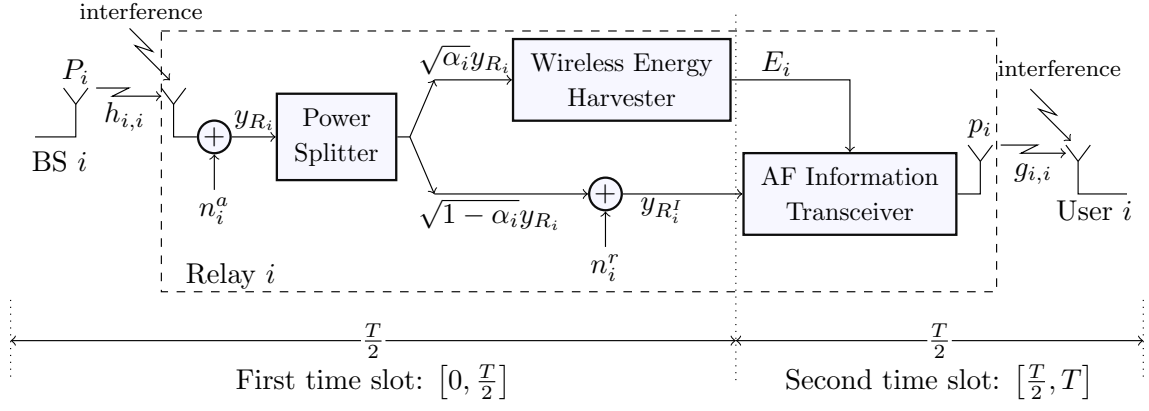 interference
P_i
h_{i,i}
BS i
+
n_i^a
y_{R_i}
Power
Splitter
√α_i y_{R_i}
√1 − α_i y_{R_i}
Wireless Energy
Harvester
E_i
+
n_i^r
y_{R_i^I}
AF Information
Transceiver
p_i
interference
g_{i,i}
User i
Relay i
T/2
T/2
First time slot: [0, T/2]
Second time slot: [T/2, T]